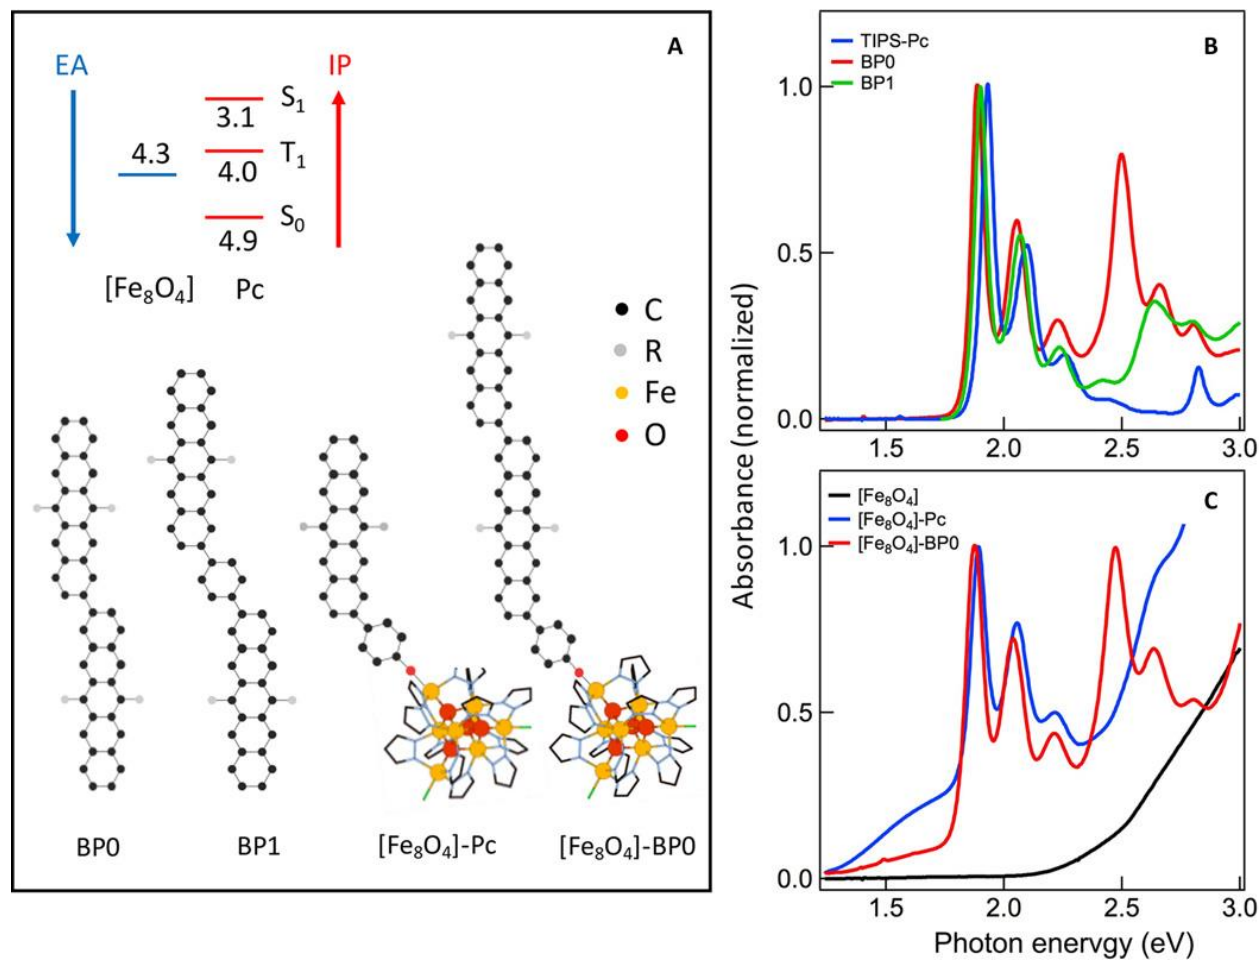 A
EA
IP
S₁
3.1
4.3
T₁
4.0
S₀
4.9
[Fe₈O₄]
Pc
C
R
Fe
O
BP0
BP1
[Fe₈O₄]-Pc
[Fe₈O₄]-BP0
Absorbance (normalized)
TIPS-Pc
BP0
BP1
B
1.0
0.5
0.0
1.5
2.0
2.5
3.0
[Fe₈O₄]
[Fe₈O₄]-Pc
[Fe₈O₄]-BP0
C
1.0
0.5
0.0
1.5
2.0
2.5
3.0
Photon enervgy (eV)